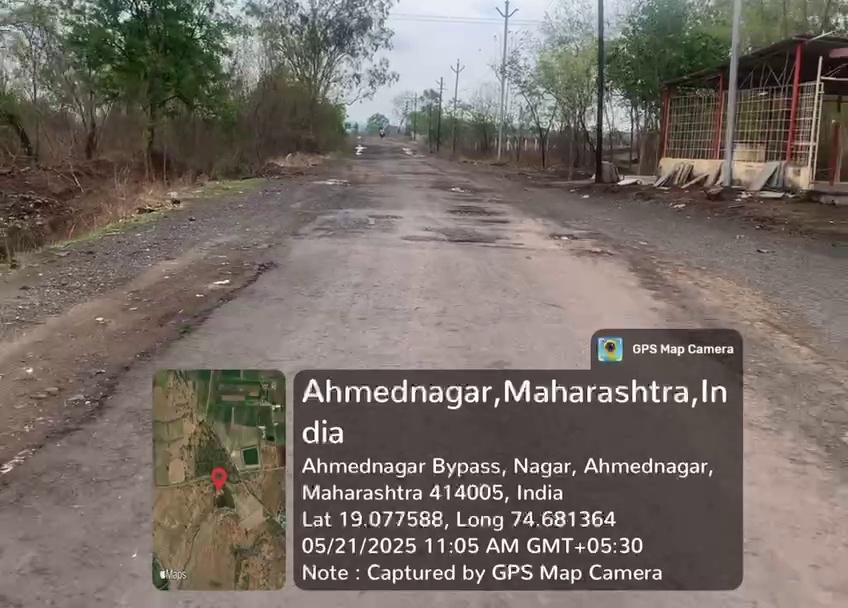 GPS Map Camera
Ahmednagar,Maharashtra,In
dia
Ahmednagar Bypass, Nagar, Ahmednagar,
Maharashtra 414005, India
Lat 19.077588, Long 74.681364
05/21/2025 11:05 AM GMT+05:30
Note : Captured by GPS Map Camera
Maps